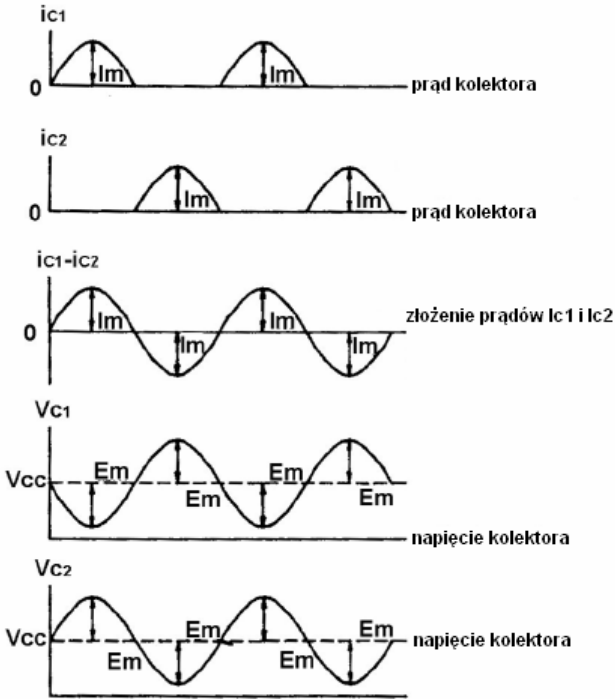 ic1
Im Im
0 prąd kolektora
ic2
Im Im
0 prąd kolektora
ic1-ic2
Im Im
0 złożenie prądów Ic1 i Ic2
Im Im
Vc1
Vcc Em Em Em Em
napięcie kolektora
Vc2
Vcc Em Em napięcie kolektora
Em Em